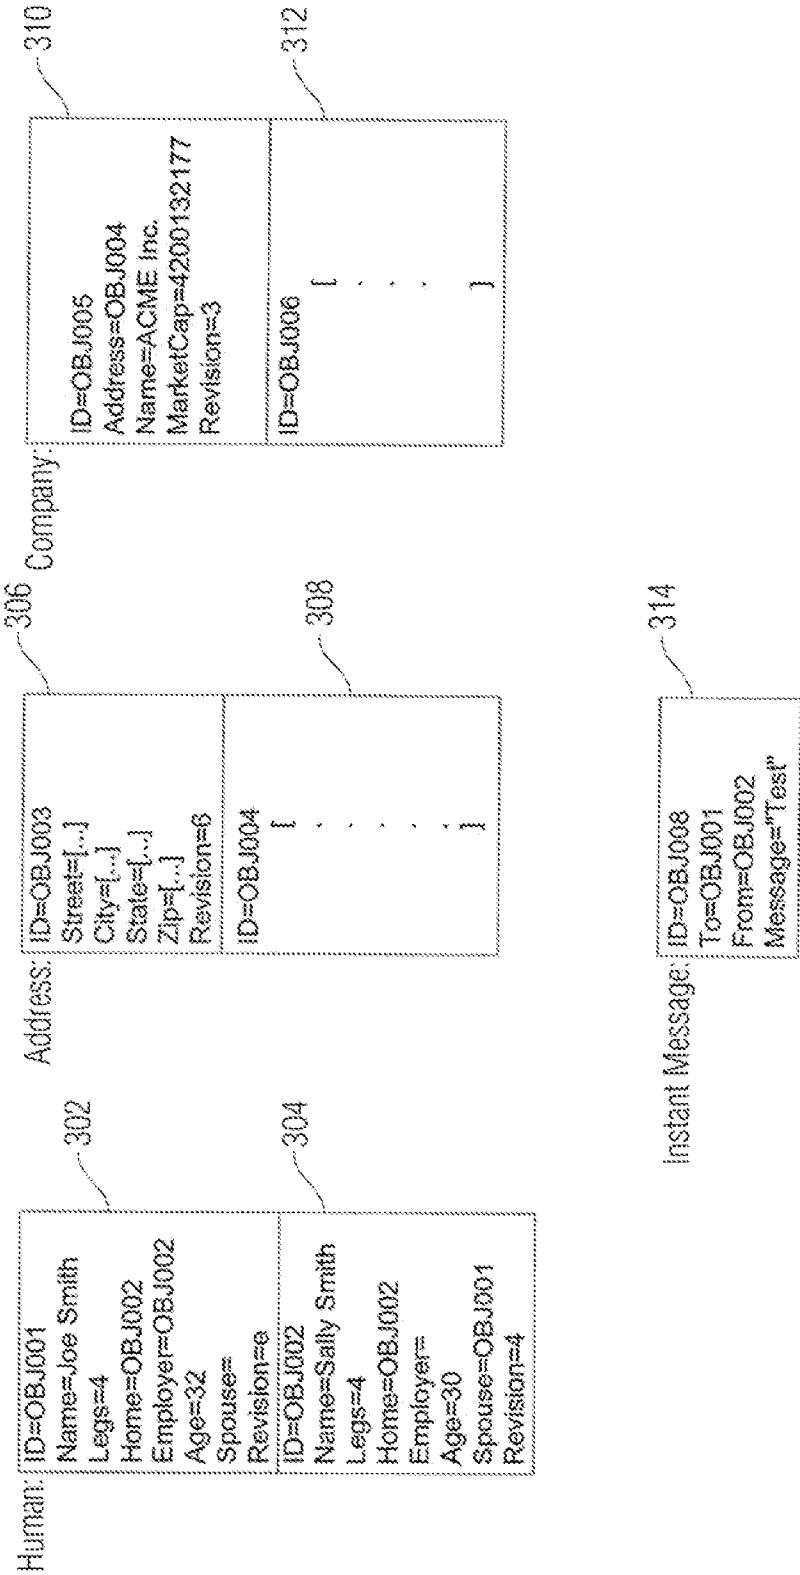 Human:
ID=OBJ001
Name=Joe Smith
Legs=4
Home=OBJ002
Employer=OBJ002
Age=32
Spouse=
Revision=e
302
ID=OBJ002
Name=Sally Smith
Legs=4
Home=OBJ002
Employer=
Age=30
Spouse=OBJ001
Revision=4
304
Address:
ID=OBJ003
Street=[...]
City=[...]
State=[...]
Zip=[...]
Revision=6
306
ID=OBJ004
[
.
.
.
.
]
308
Company:
ID=OBJ005
Address=OBJ004
Name=ACME Inc.
MarketCap=4200132177
Revision=3
310
ID=OBJ006
[
.
.
.
]
312
Instant Message:
ID=OBJ008
To=OBJ001
From=OBJ002
Message="Test"
314